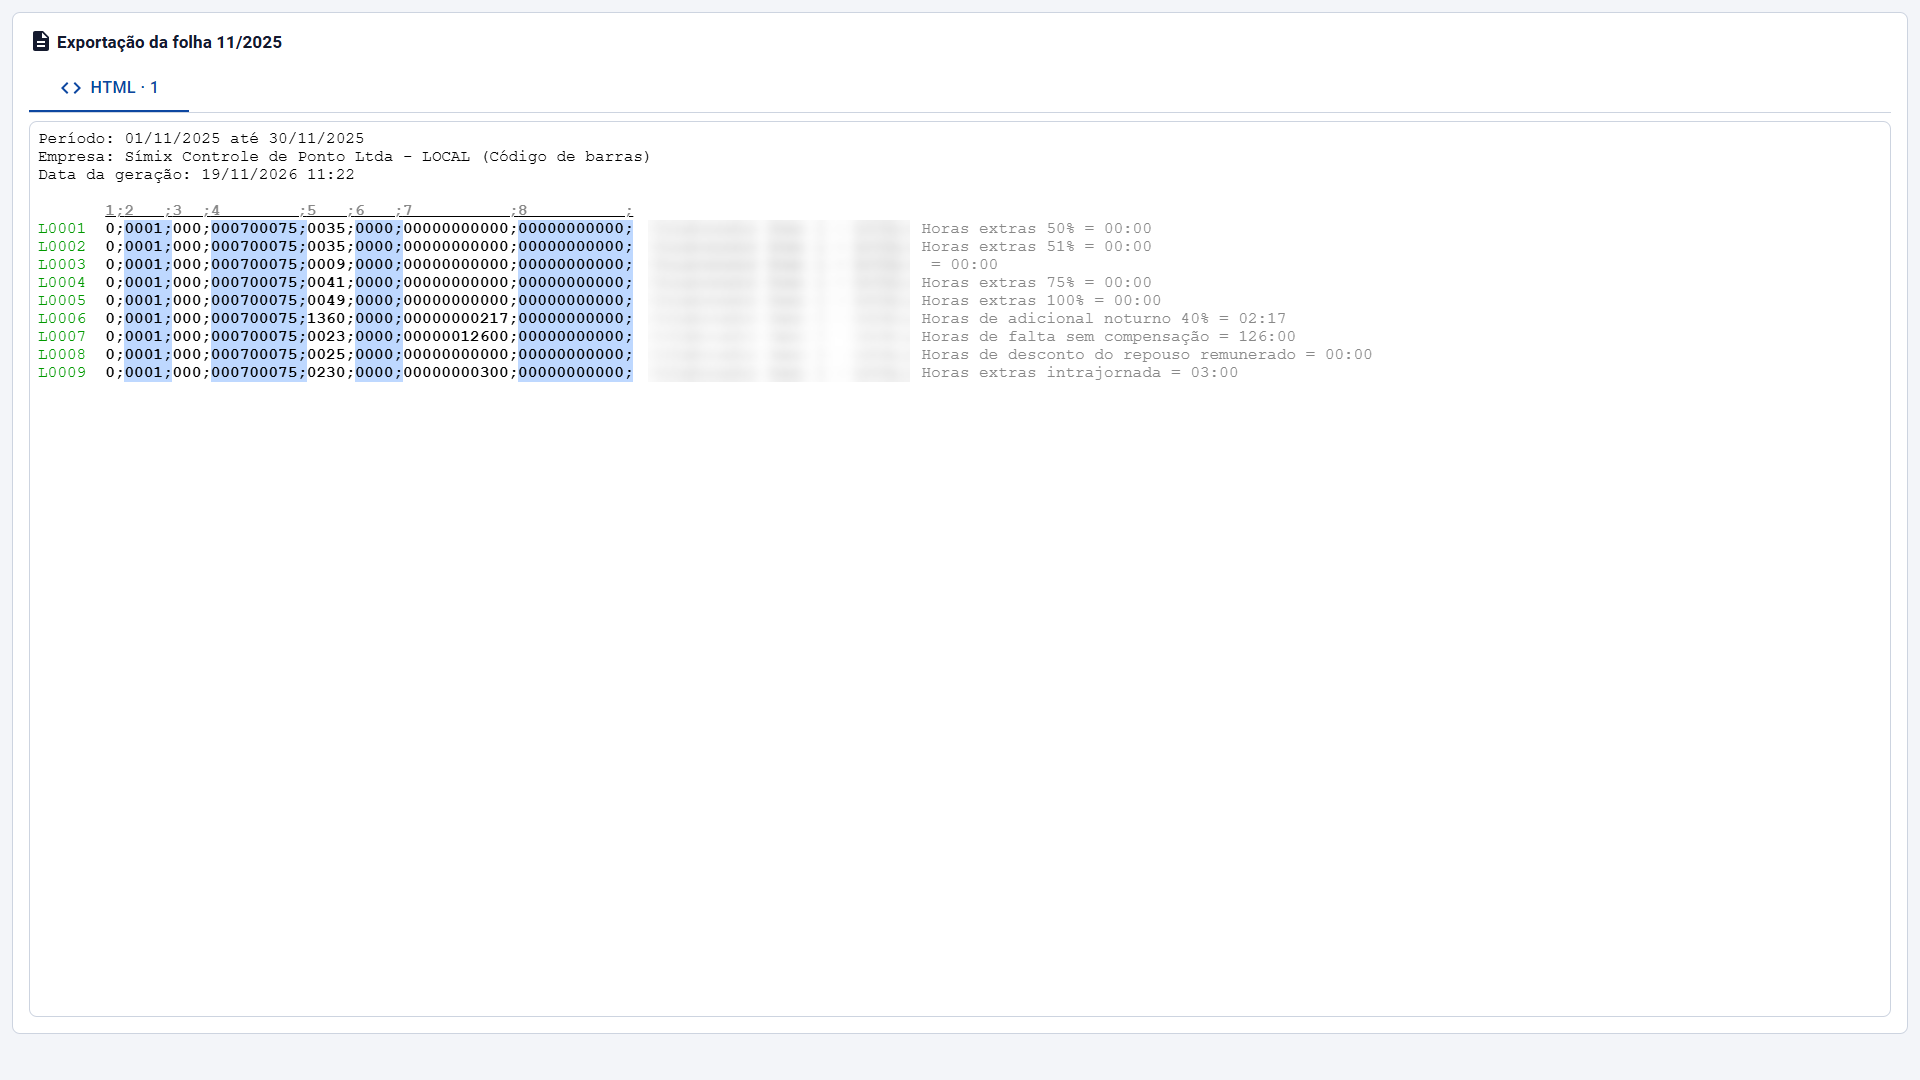 Exportação da folha 11/2025
HTML · 1
Período: 01/11/2025 até 30/11/2025
Empresa: Símix Controle de Ponto Ltda - LOCAL (Código de barras)
Data da geração: 19/11/2026 11:22
1;2   ;3  ;4        ;5   ;6   ;7          ;8          ;
L0001 0;0001;000;000700075;0035;0000;00000000000;00000000000; Horas extras 50% = 00:00
L0002 0;0001;000;000700075;0035;0000;00000000000;00000000000; Horas extras 51% = 00:00
L0003 0;0001;000;000700075;0009;0000;00000000000;00000000000; = 00:00
L0004 0;0001;000;000700075;0041;0000;00000000000;00000000000; Horas extras 75% = 00:00
L0005 0;0001;000;000700075;0049;0000;00000000000;00000000000; Horas extras 100% = 00:00
L0006 0;0001;000;000700075;1360;0000;00000000217;00000000000; Horas de adicional noturno 40% = 02:17
L0007 0;0001;000;000700075;0023;0000;00000012600;00000000000; Horas de falta sem compensação = 126:00
L0008 0;0001;000;000700075;0025;0000;00000000000;00000000000; Horas de desconto do repouso remunerado = 00:00
L0009 0;0001;000;000700075;0230;0000;00000000300;00000000000; Horas extras intrajornada = 03:00